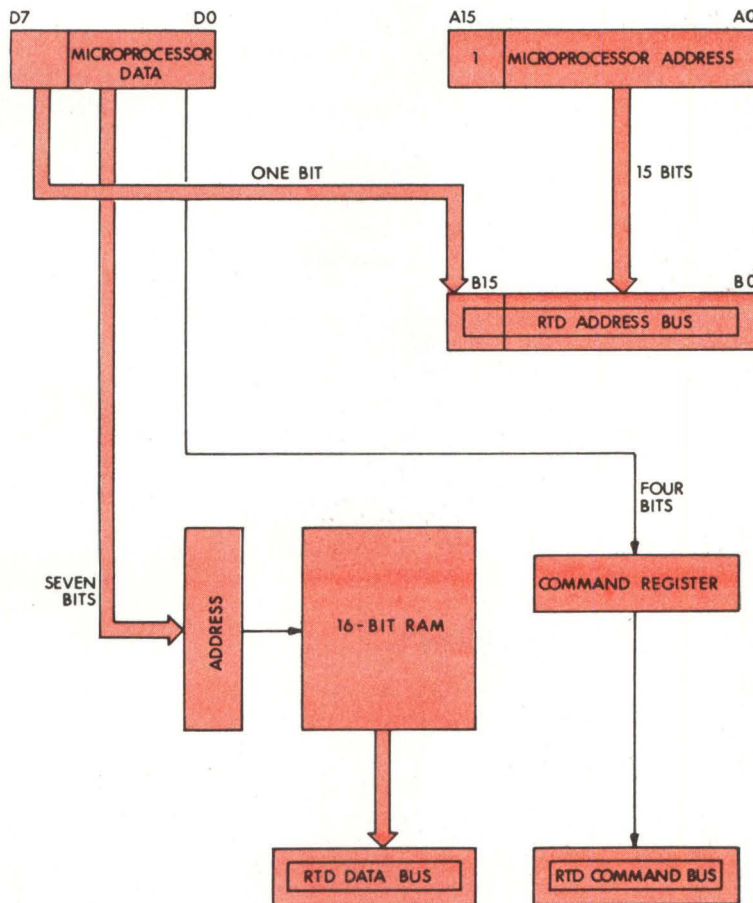 D7 D0 A15 A0
MICROPROCESSOR
DATA
1 MICROPROCESSOR ADDRESS
ONE BIT
15 BITS
B15 B0
RTD ADDRESS BUS
FOUR
BITS
SEVEN
BITS
ADDRESS
16-BIT RAM
COMMAND REGISTER
RTD DATA BUS
RTD COMMAND BUS